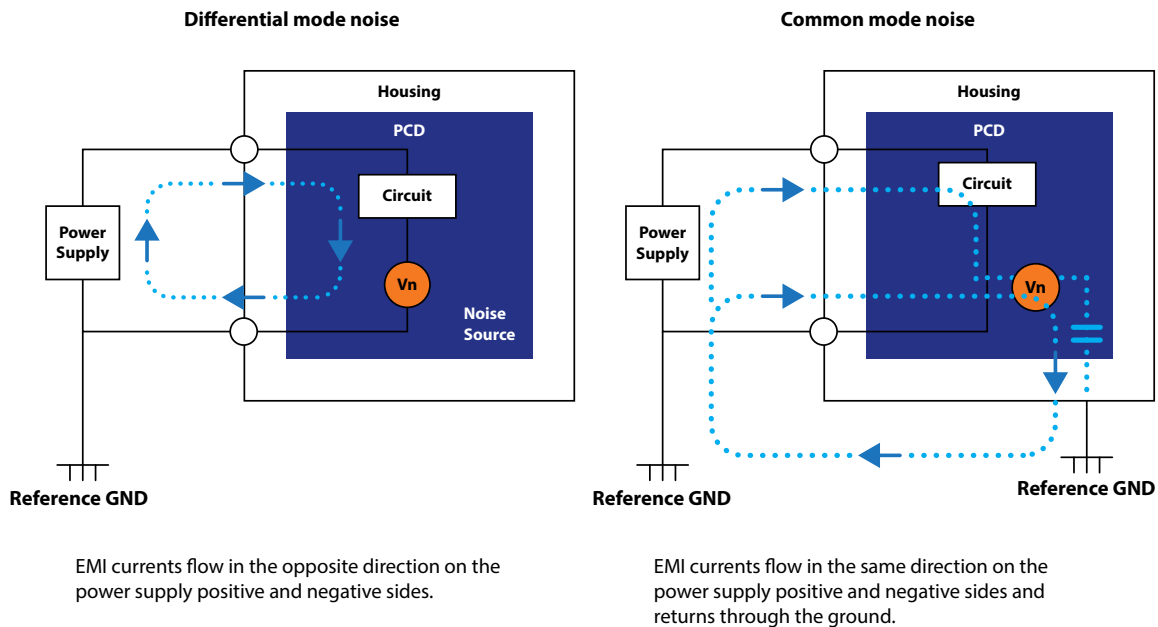 Differential mode noise
Housing
PCD
Circuit
Power
Supply
Vn
Noise
Source
Reference GND
EMI currents flow in the opposite direction on the
power supply positive and negative sides.
Common mode noise
Housing
PCD
Circuit
Power
Supply
Vn
Reference GND
Reference GND
EMI currents flow in the same direction on the
power supply positive and negative sides and
returns through the ground.